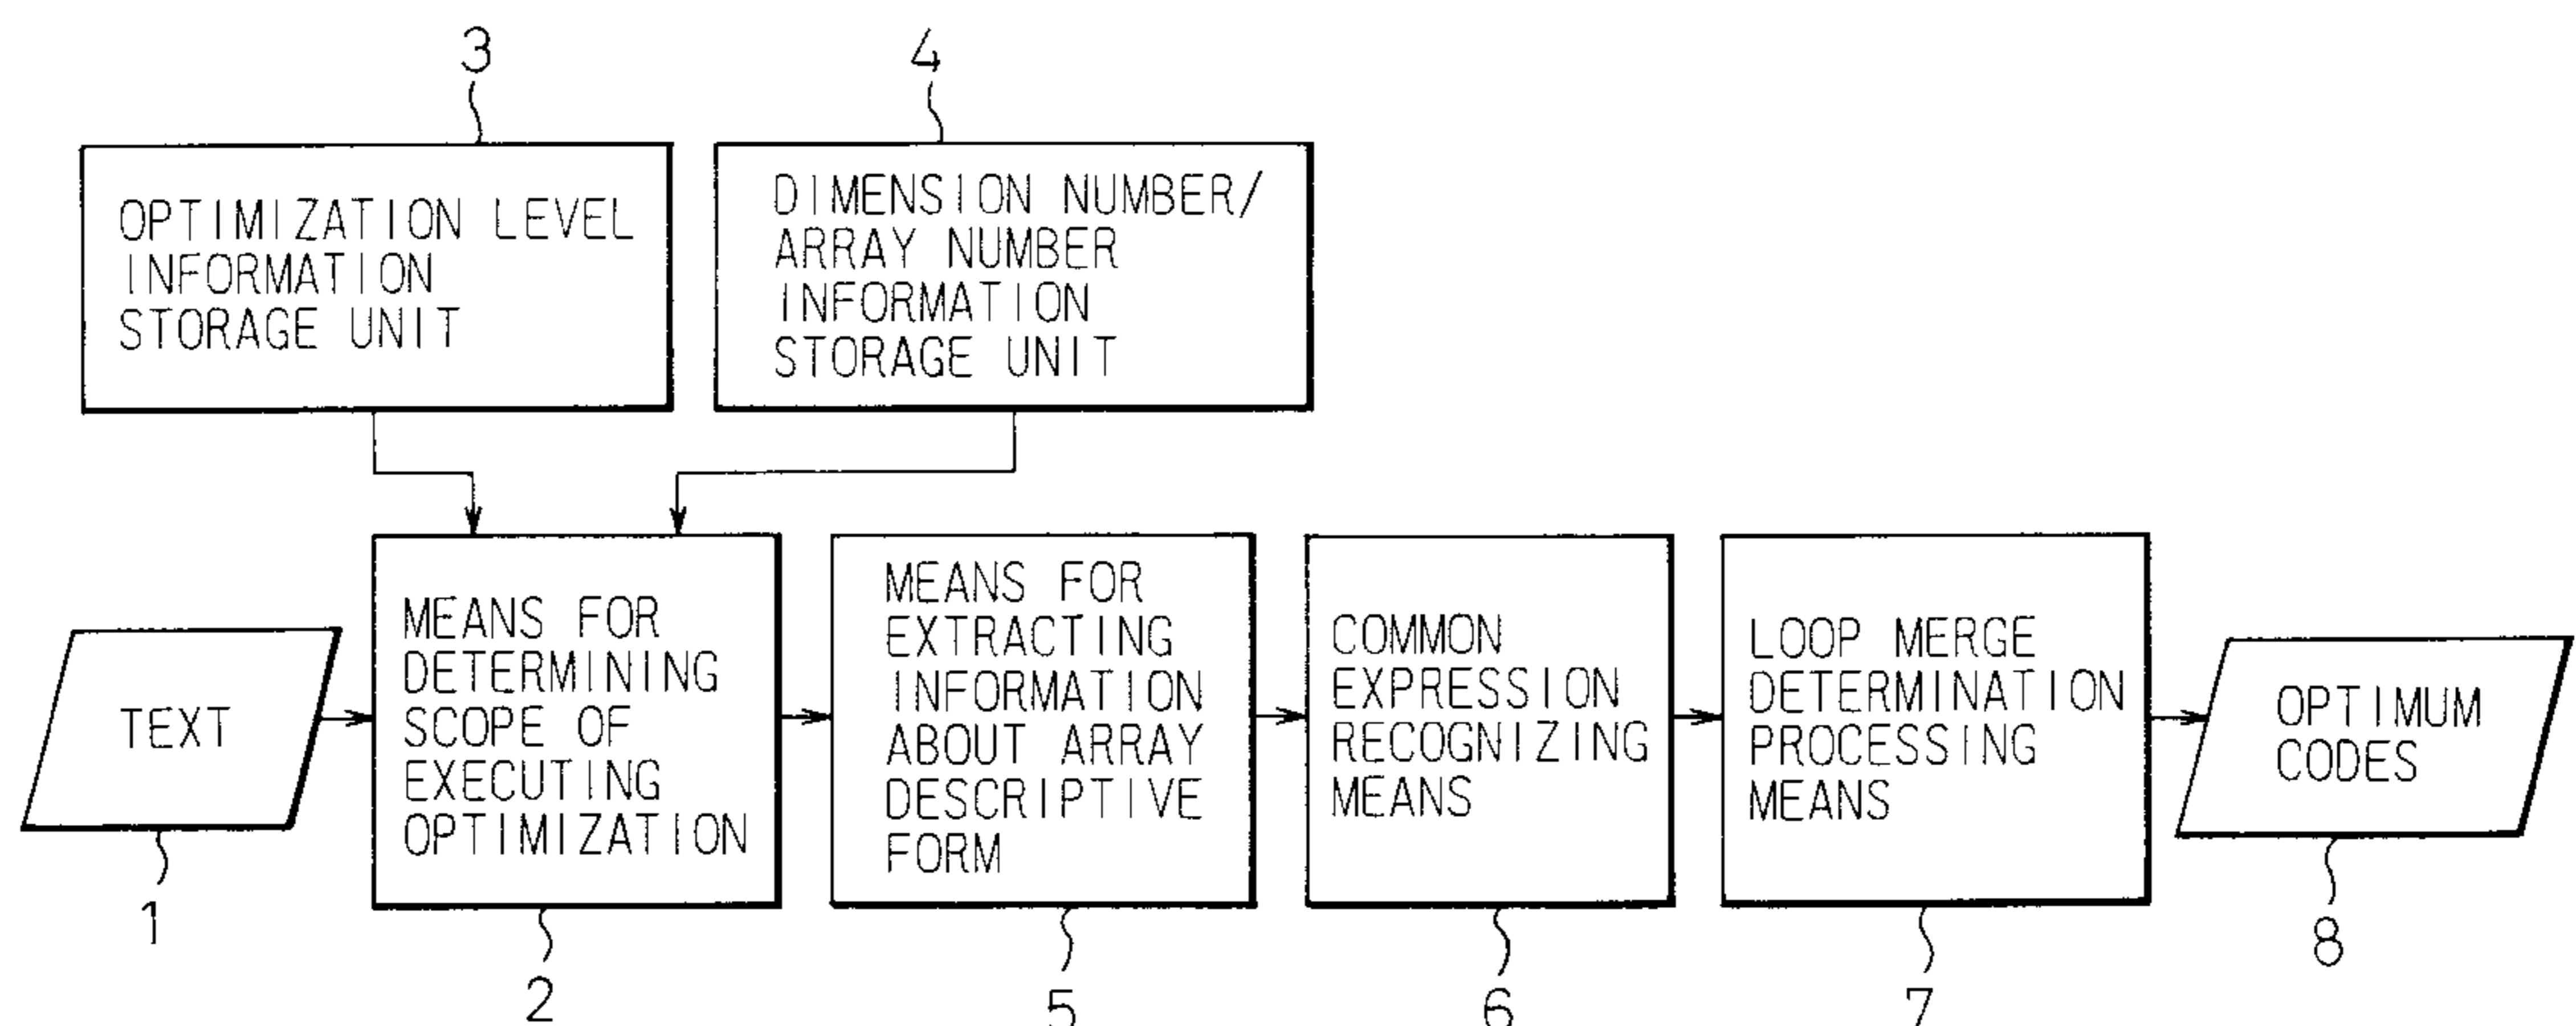 3
4
OPTIMIZATION LEVEL
INFORMATION
STORAGE UNIT
DIMENSION NUMBER/
ARRAY NUMBER
INFORMATION
STORAGE UNIT
TEXT
1
MEANS FOR
DETERMINING
SCOPE OF
EXECUTING
OPTIMIZATION
2
MEANS FOR
EXTRACTING
INFORMATION
ABOUT ARRAY
DESCRIPTIVE
FORM
5
COMMON
EXPRESSION
RECOGNIZING
MEANS
6
LOOP MERGE
DETERMINATION
PROCESSING
MEANS
7
OPTIMUM
CODES
8